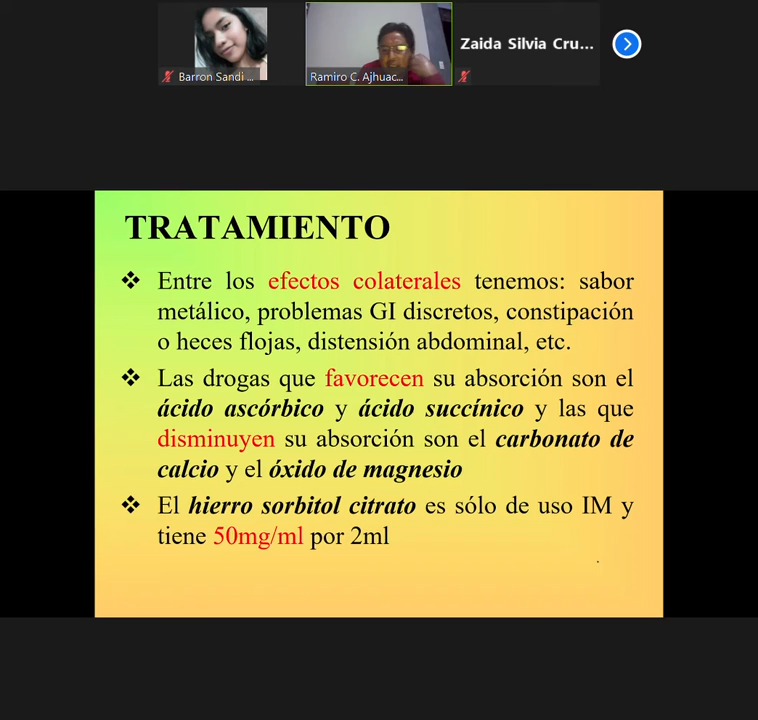 Barron Sandi ...
Ramiro C. Ajhuac...
Zaida Silvia Cru...
TRATAMIENTO
❖ Entre los efectos colaterales tenemos: sabor
metálico, problemas GI discretos, constipación
o heces flojas, distensión abdominal, etc.
❖ Las drogas que favorecen su absorción son el
ácido ascórbico y ácido succínico y las que
disminuyen su absorción son el carbonato de
calcio y el óxido de magnesio
❖ El hierro sorbitol citrato es sólo de uso IM y
tiene 50mg/ml por 2ml